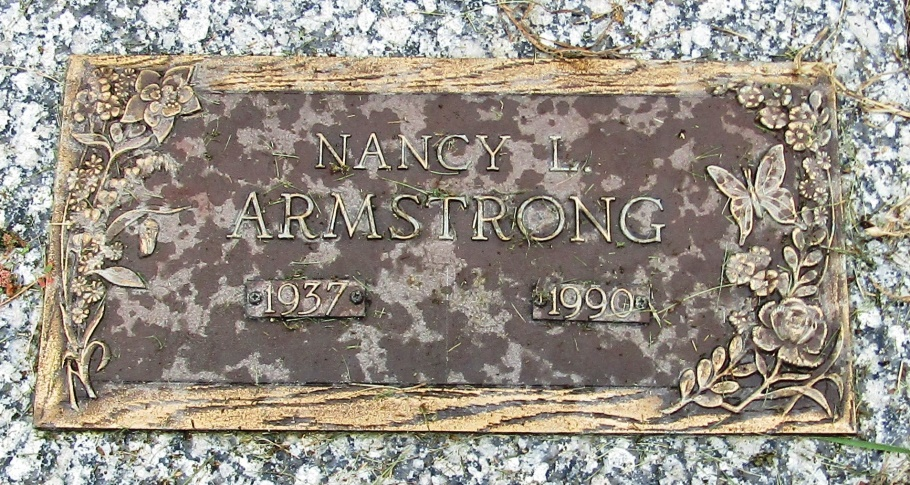 NANCY L.
ARMSTRONG
1937 1990